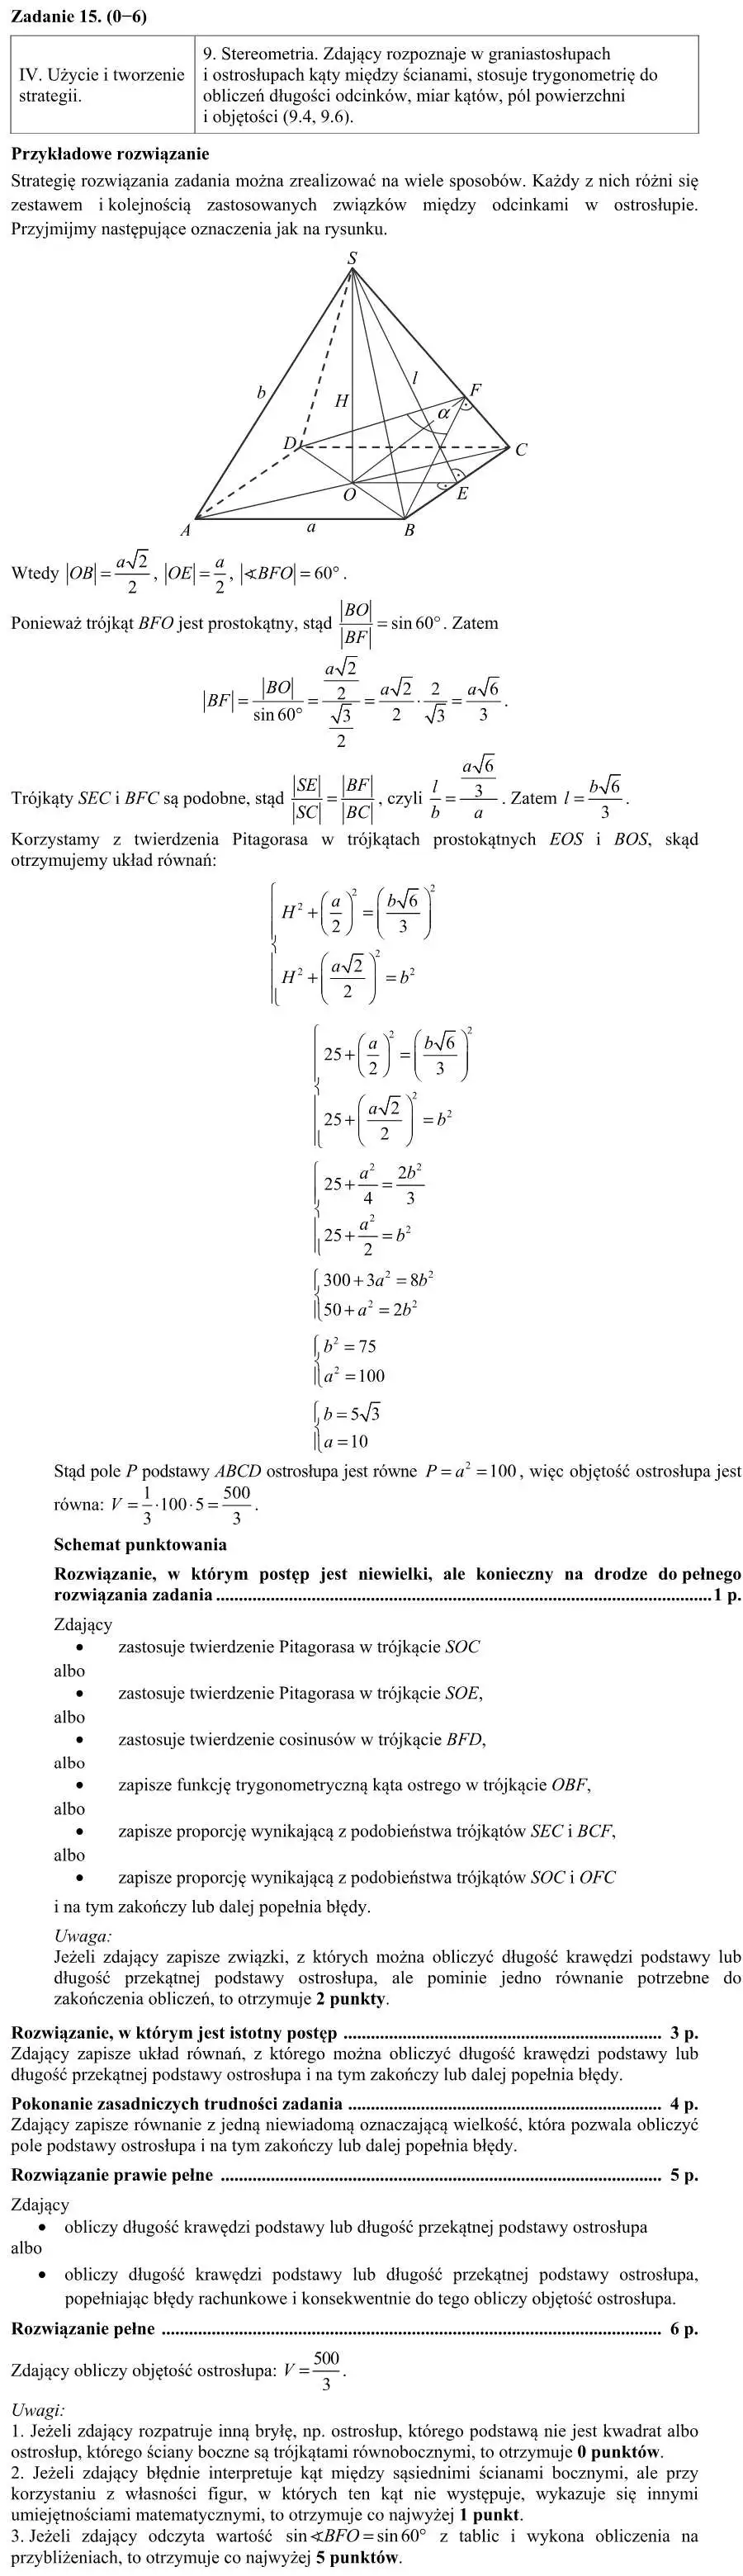 Zadanie 15. (0−6)
IV. Użycie i tworzenie strategii.
9. Stereometria. Zdający rozpoznaje w graniastosłupach
i ostrosłupach kąty między ścianami, stosuje trygonometrię do
obliczeń długości odcinków, miar kątów, pól powierzchni
i objętości (9.4, 9.6).
Przykładowe rozwiązanie
Strategię rozwiązania zadania można zrealizować na wiele sposobów. Każdy z nich różni się
zestawem i kolejnością zastosowanych związków między odcinkami w ostrosłupie.
Przyjmijmy następujące oznaczenia jak na rysunku.
S
b
l
H
F
α
D
C
O
E
A
a
B
Wtedy |OB| = a√2/2, |OE| = a/2, |∢BFO| = 60°.
Ponieważ trójkąt BFO jest prostokątny, stąd |BO|/|BF| = sin 60°. Zatem
|BF| = |BO|/sin 60° = (a√2/2)/(√3/2) = a√2/2 · 2/√3 = a√6/3.
Trójkąty SEC i BFC są podobne, stąd |SE|/|SC| = |BF|/|BC|, czyli l/b = (a√6/3)/a. Zatem l = b√6/3.
Korzystamy z twierdzenia Pitagorasa w trójkątach prostokątnych EOS i BOS, skąd
otrzymujemy układ równań:
H² + (a/2)² = (b√6/3)²
H² + (a√2/2)² = b²
25 + (a/2)² = (b√6/3)²
25 + (a√2/2)² = b²
25 + a²/4 = 2b²/3
25 + a²/2 = b²
300 + 3a² = 8b²
50 + a² = 2b²
b² = 75
a² = 100
b = 5√3
a = 10
Stąd pole P podstawy ABCD ostrosłupa jest równe P = a² = 100, więc objętość ostrosłupa jest
równa: V = 1/3 · 100 · 5 = 500/3.
Schemat punktowania
Rozwiązanie, w którym postęp jest niewielki, ale konieczny na drodze do pełnego
rozwiązania zadania ............ 1 p.
Zdający
• zastosuje twierdzenie Pitagorasa w trójkącie SOC
albo
• zastosuje twierdzenie Pitagorasa w trójkącie SOE,
albo
• zastosuje twierdzenie cosinusów w trójkącie BFD,
albo
• zapisze funkcję trygonometryczną kąta ostrego w trójkącie OBF,
albo
• zapisze proporcję wynikającą z podobieństwa trójkątów SEC i BCF,
albo
• zapisze proporcję wynikającą z podobieństwa trójkątów SOC i OFC
i na tym zakończy lub dalej popełnia błędy.
Uwaga:
Jeżeli zdający zapisze związki, z których można obliczyć długość krawędzi podstawy lub
długość przekątnej podstawy ostrosłupa, ale pominie jedno równanie potrzebne do
zakończenia obliczeń, to otrzymuje 2 punkty.
Rozwiązanie, w którym jest istotny postęp ............ 3 p.
Zdający zapisze układ równań, z którego można obliczyć długość krawędzi podstawy lub
długość przekątnej podstawy ostrosłupa i na tym zakończy lub dalej popełnia błędy.
Pokonanie zasadniczych trudności zadania ............ 4 p.
Zdający zapisze równanie z jedną niewiadomą oznaczającą wielkość, która pozwala obliczyć
pole podstawy ostrosłupa i na tym zakończy lub dalej popełnia błędy.
Rozwiązanie prawie pełne ............ 5 p.
Zdający
• obliczy długość krawędzi podstawy lub długość przekątnej podstawy ostrosłupa
albo
• obliczy długość krawędzi podstawy lub długość przekątnej podstawy ostrosłupa,
popełniając błędy rachunkowe i konsekwentnie do tego obliczy objętość ostrosłupa.
Rozwiązanie pełne ............ 6 p.
Zdający obliczy objętość ostrosłupa: V = 500/3.
Uwagi:
1. Jeżeli zdający rozpatruje inną bryłę, np. ostrosłup, którego podstawą nie jest kwadrat albo
ostrosłup, którego ściany boczne są trójkątami równobocznymi, to otrzymuje 0 punktów.
2. Jeżeli zdający błędnie interpretuje kąt między sąsiednimi ścianami bocznymi, ale przy
korzystaniu z własności figur, w których ten kąt nie występuje, wykazuje się innymi
umiejętnościami matematycznymi, to otrzymuje co najwyżej 1 punkt.
3. Jeżeli zdający odczyta wartość sin∢BFO = sin 60° z tablic i wykona obliczenia na
przybliżeniach, to otrzymuje co najwyżej 5 punktów.